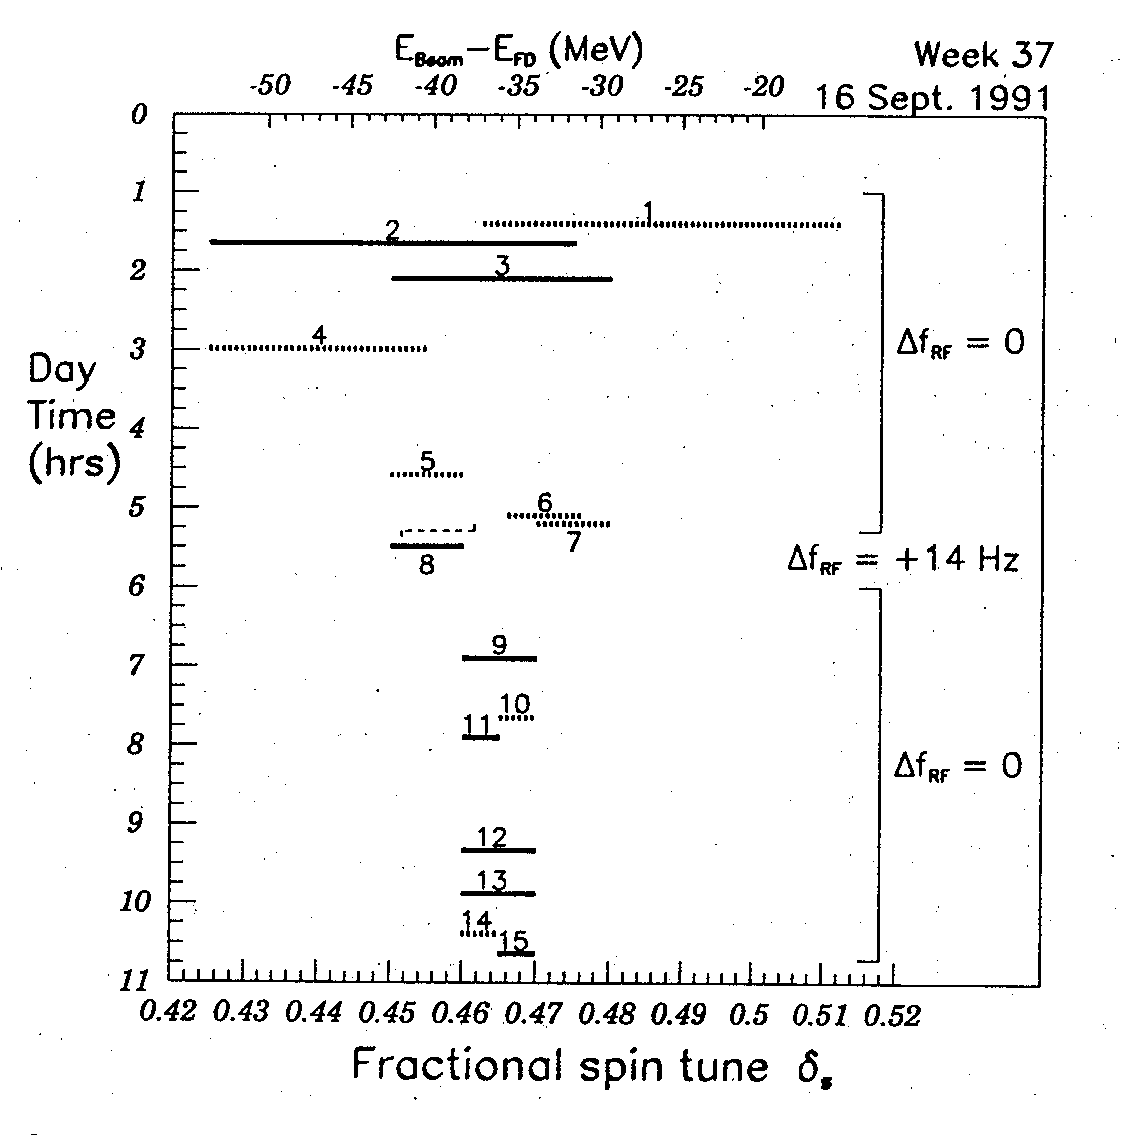 E_Beam−E_FD (MeV)
Week 37
-50 -45 -40 -35 -30 -25 -20
16 Sept. 1991
0
1
2
3
4
5
6
7
8
9
10
11
Day
Time
(hrs)
1
2
3
4
5
6
7
8
9
10
11
12
13
14
15
Δf_RF = 0
Δf_RF = +14 Hz
Δf_RF = 0
0.42 0.43 0.44 0.45 0.46 0.47 0.48 0.49 0.5 0.51 0.52
Fractional spin tune δ_s